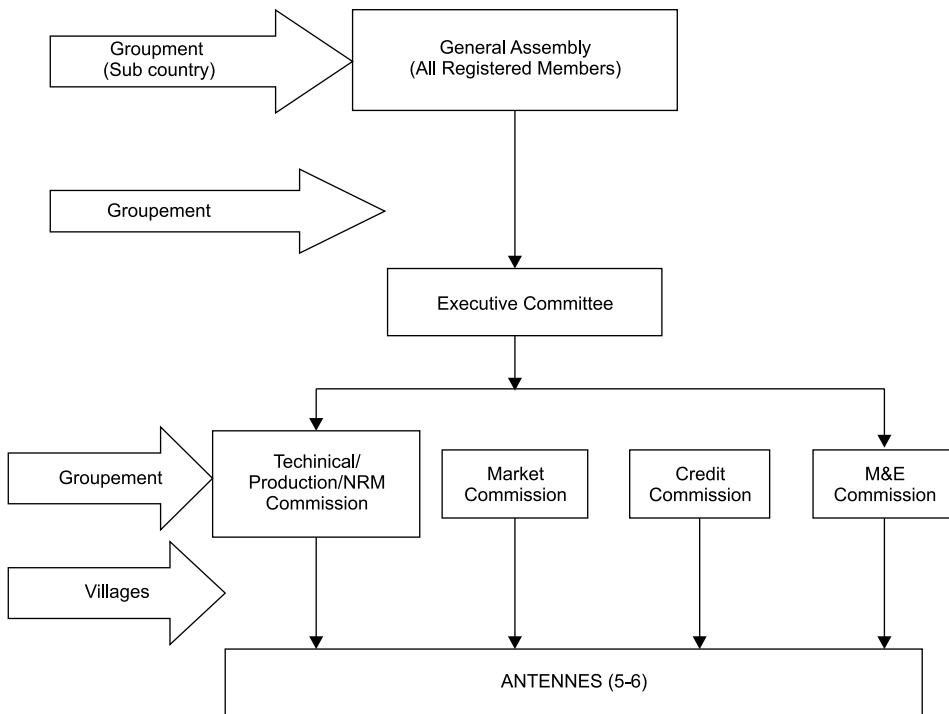 Groupment
(Sub country)
General Assembly
(All Registered Members)
Groupement
Executive Committee
Groupement
Techinical/
Production/NRM
Commission
Market
Commission
Credit
Commission
M&E
Commission
Villages
ANTENNES (5-6)